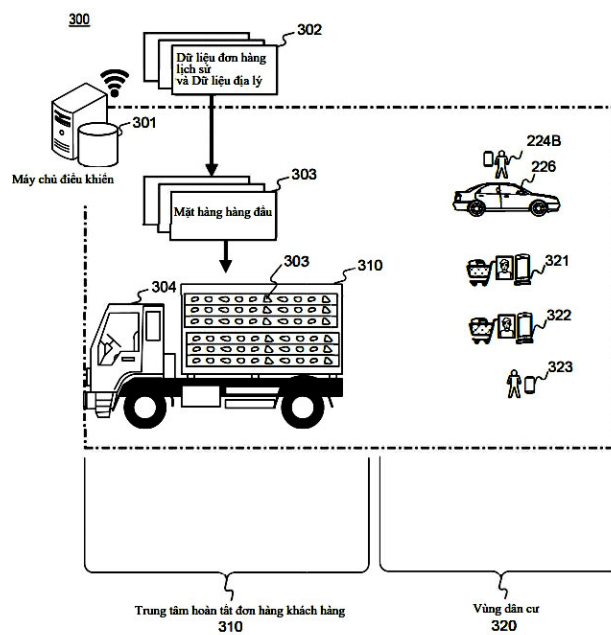 300
302
Dữ liệu đơn hàng
lịch sử
và Dữ liệu địa lý
301
Máy chủ điều khiển
224B
226
303
Mặt hàng hàng đầu
303
310
304
321
322
323
Trung tâm hoàn tất đơn hàng khách hàng
310
Vùng dân cư
320